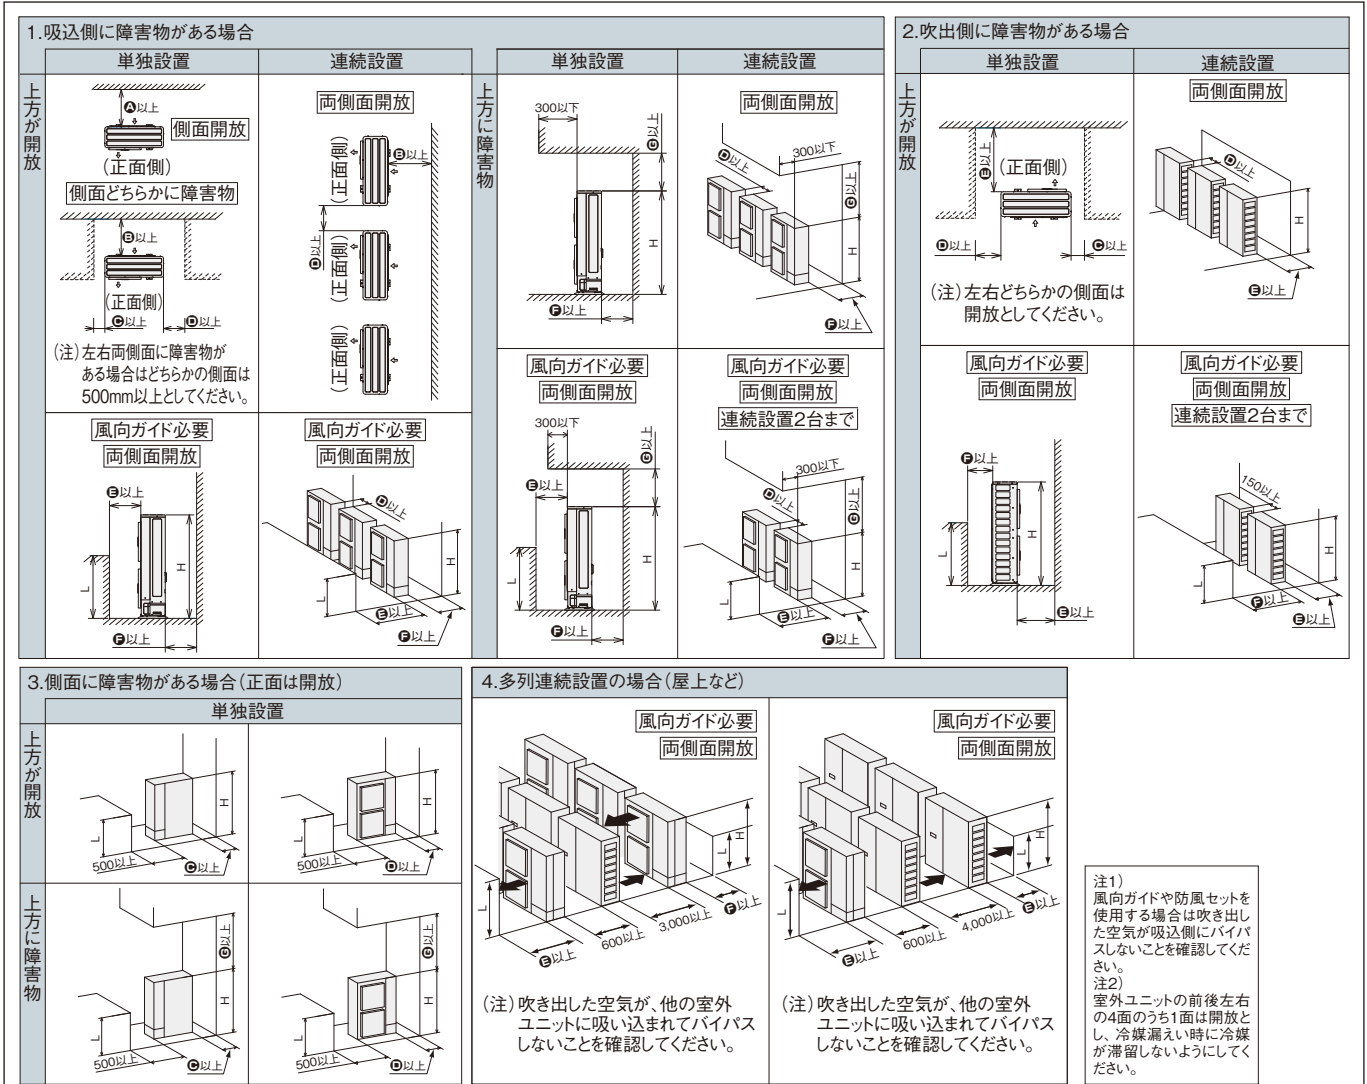 1.吸込側に障害物がある場合
単独設置
連続設置
単独設置
連続設置
上方が開放
Ⓐ以上
側面開放
(正面側)
側面どちらかに障害物
Ⓑ以上
(正面側)
Ⓒ以上
Ⓓ以上
(注)左右両側面に障害物が
ある場合はどちらかの側面は
500mm以上としてください。
両側面開放
(正面側)
Ⓑ以上
Ⓓ以上
(正面側)
(正面側)
風向ガイド必要
両側面開放
Ⓔ以上
L
H
Ⓕ以上
風向ガイド必要
両側面開放
Ⓓ以上
H
L
Ⓔ以上
Ⓕ以上
上方に障害物
300以下
Ⓖ以上
H
Ⓕ以上
両側面開放
Ⓓ以上
300以下
Ⓖ以上
H
Ⓕ以上
風向ガイド必要
両側面開放
300以下
Ⓖ以上
Ⓔ以上
L
H
Ⓕ以上
風向ガイド必要
両側面開放
連続設置2台まで
300以下
Ⓓ以上
Ⓖ以上
H
L
Ⓔ以上
Ⓕ以上
2.吹出側に障害物がある場合
単独設置
連続設置
上方が開放
Ⓔ以上
(正面側)
Ⓓ以上
Ⓒ以上
(注)左右どちらかの側面は
開放としてください。
両側面開放
Ⓓ以上
H
Ⓔ以上
風向ガイド必要
両側面開放
Ⓕ以上
L
H
Ⓔ以上
風向ガイド必要
両側面開放
連続設置2台まで
150以上
H
L
Ⓕ以上
Ⓔ以上
3.側面に障害物がある場合(正面は開放)
単独設置
上方が開放
H
L
500以上
Ⓒ以上
H
L
500以上
Ⓓ以上
上方に障害物
Ⓖ以上
H
L
500以上
Ⓒ以上
Ⓖ以上
H
L
500以上
Ⓓ以上
4.多列連続設置の場合(屋上など)
風向ガイド必要
両側面開放
H
L
L
Ⓕ以上
3,000以上
600以上
Ⓔ以上
(注)吹き出した空気が、他の室外
ユニットに吸い込まれてバイパス
しないことを確認してください。
風向ガイド必要
両側面開放
H
L
L
Ⓔ以上
4,000以上
600以上
Ⓔ以上
(注)吹き出した空気が、他の室外
ユニットに吸い込まれてバイパス
しないことを確認してください。
注1)
風向ガイドや防風セットを
使用する場合は吹き出し
た空気が吸込側にバイパ
スしないことを確認してくだ
さい。
注2)
室外ユニットの前後左右
の4面のうち1面は開放と
し、冷媒漏えい時に冷媒
が滞留しないようにしてく
ださい。